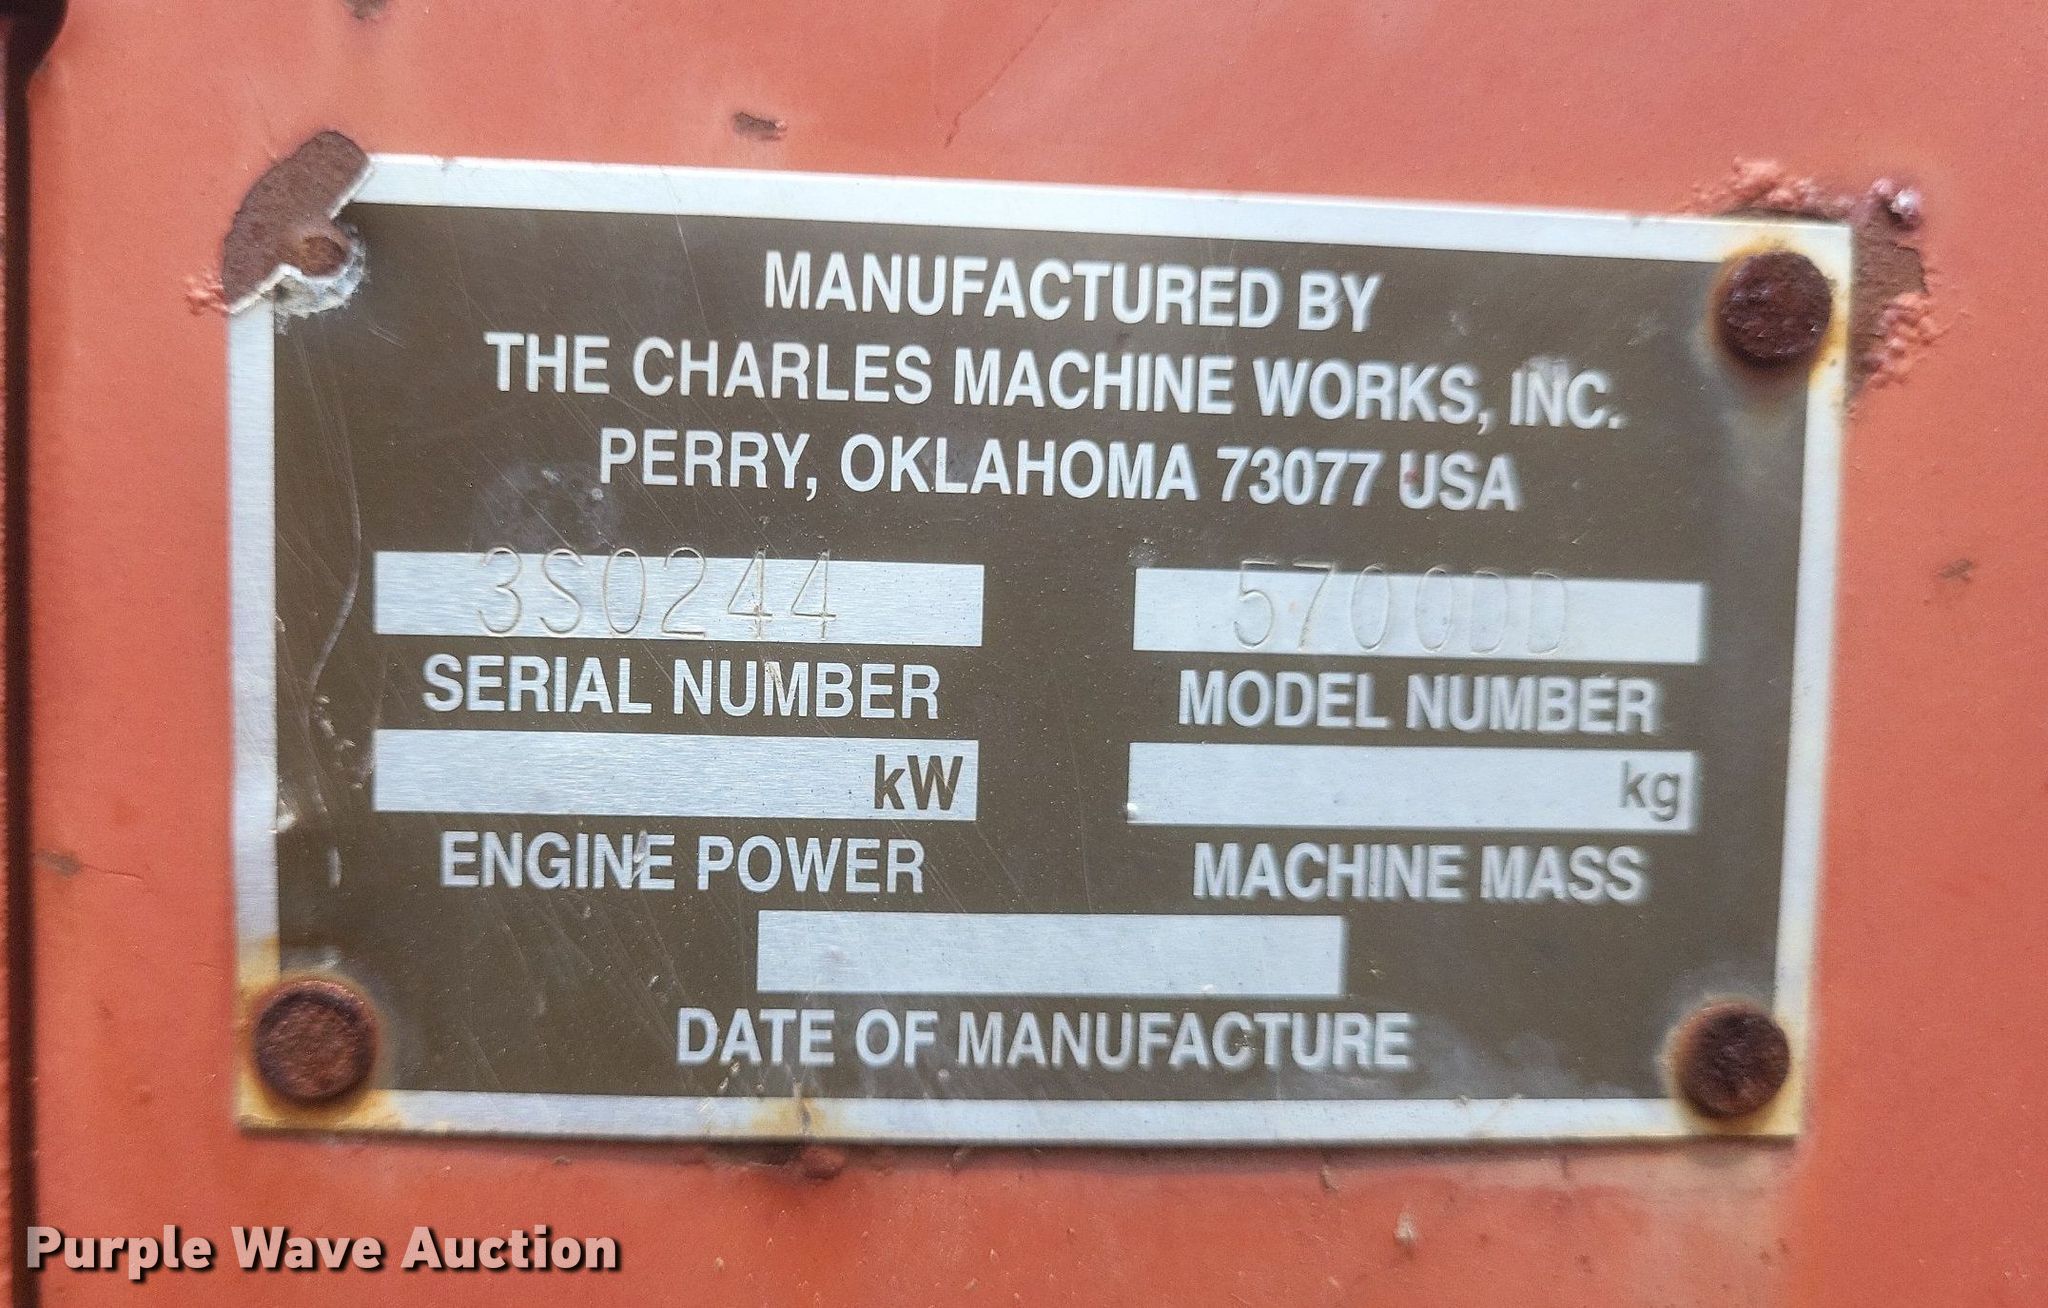 MANUFACTURED BY
THE CHARLES MACHINE WORKS, INC.
PERRY, OKLAHOMA 73077 USA
3S0244
5700DD
SERIAL NUMBER
MODEL NUMBER
kW
kg
ENGINE POWER
MACHINE MASS
DATE OF MANUFACTURE
Purple Wave Auction